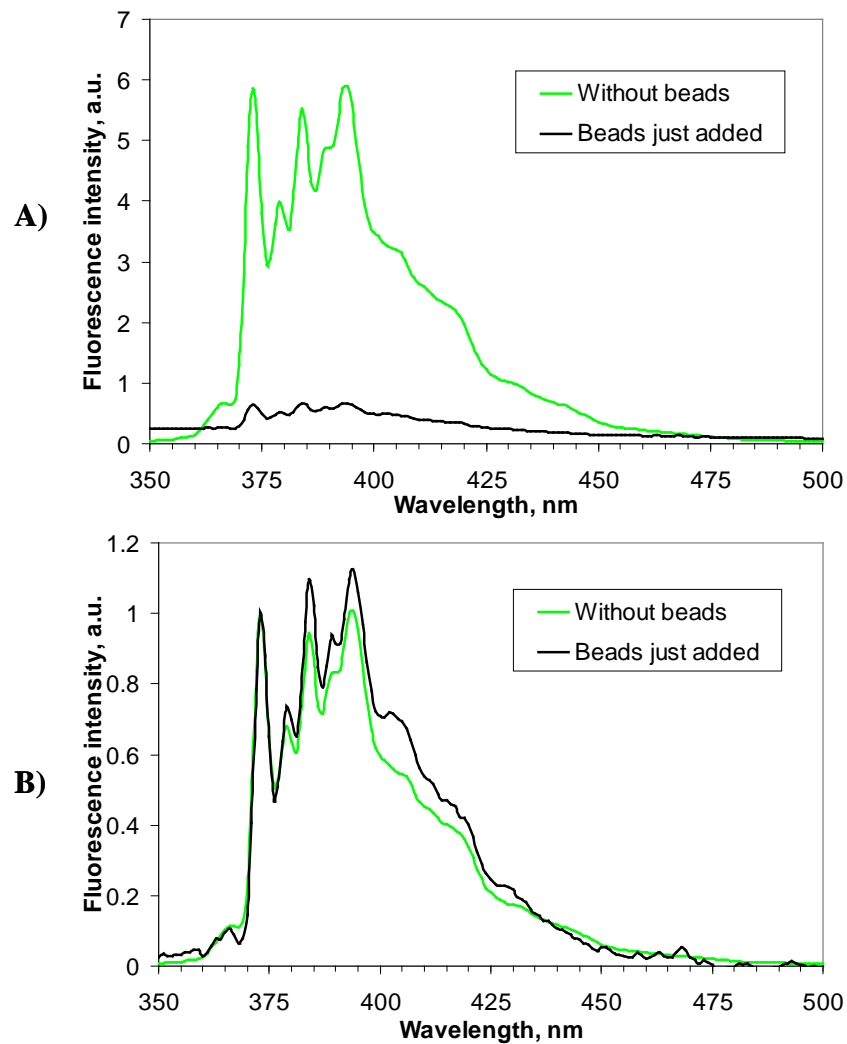 A)
Fluorescence intensity, a.u.
7
6
5
4
3
2
1
0
Without beads
Beads just added
350 375 400 425 450 475 500
Wavelength, nm
B)
Fluorescence intensity, a.u.
1.2
1
0.8
0.6
0.4
0.2
0
Without beads
Beads just added
350 375 400 425 450 475 500
Wavelength, nm